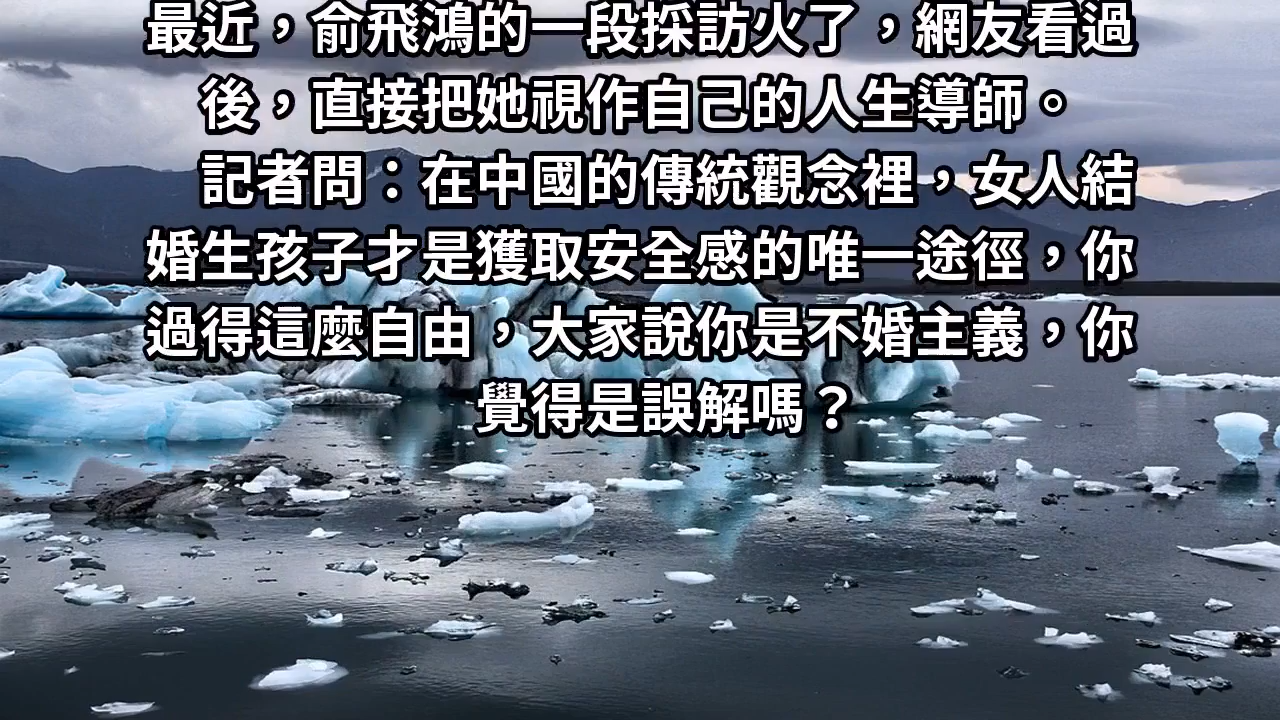 最近，俞飛鴻的一段採訪火了，網友看過
後，直接把她視作自己的人生導師。
記者問：在中國的傳統觀念裡，女人結
婚生孩子才是獲取安全感的唯一途徑，你
過得這麼自由，大家說你是不婚主義，你
覺得是誤解嗎？